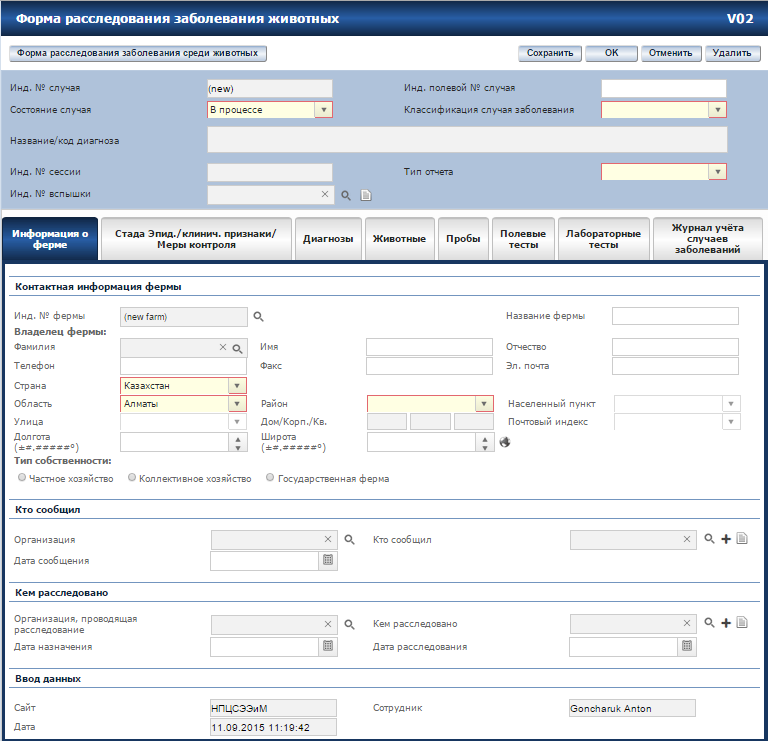 Форма расследования заболевания животных V02
Форма расследования заболевания среди животных Сохранить ОК Отменить Удалить
Инд. № случая (new) Инд. полевой № случая
Состояние случая В процессе Классификация случая заболевания
Название/код диагноза
Инд. № сессии Тип отчета
Инд. № вспышки
Информация о ферме
Стада Эпид./клинич. признаки/ Меры контроля
Диагнозы
Животные
Пробы
Полевые тесты
Лабораторные тесты
Журнал учёта случаев заболеваний
Контактная информация фермы
Инд. № фермы (new farm) Название фермы
Владелец фермы:
Фамилия Имя Отчество
Телефон Факс Эл. почта
Страна Казахстан
Область Алматы Район Населенный пункт
Улица Дом/Корп./Кв. Почтовый индекс
Долгота (±#.#####º) Широта (±#.#####º)
Тип собственности:
Частное хозяйство Коллективное хозяйство Государственная ферма
Кто сообщил
Организация Кто сообщил
Дата сообщения
Кем расследовано
Организация, проводящая расследование Кем расследовано
Дата назначения Дата расследования
Ввод данных
Сайт НПЦСЭЭиМ Сотрудник Goncharuk Anton
Дата 11.09.2015 11:19:42